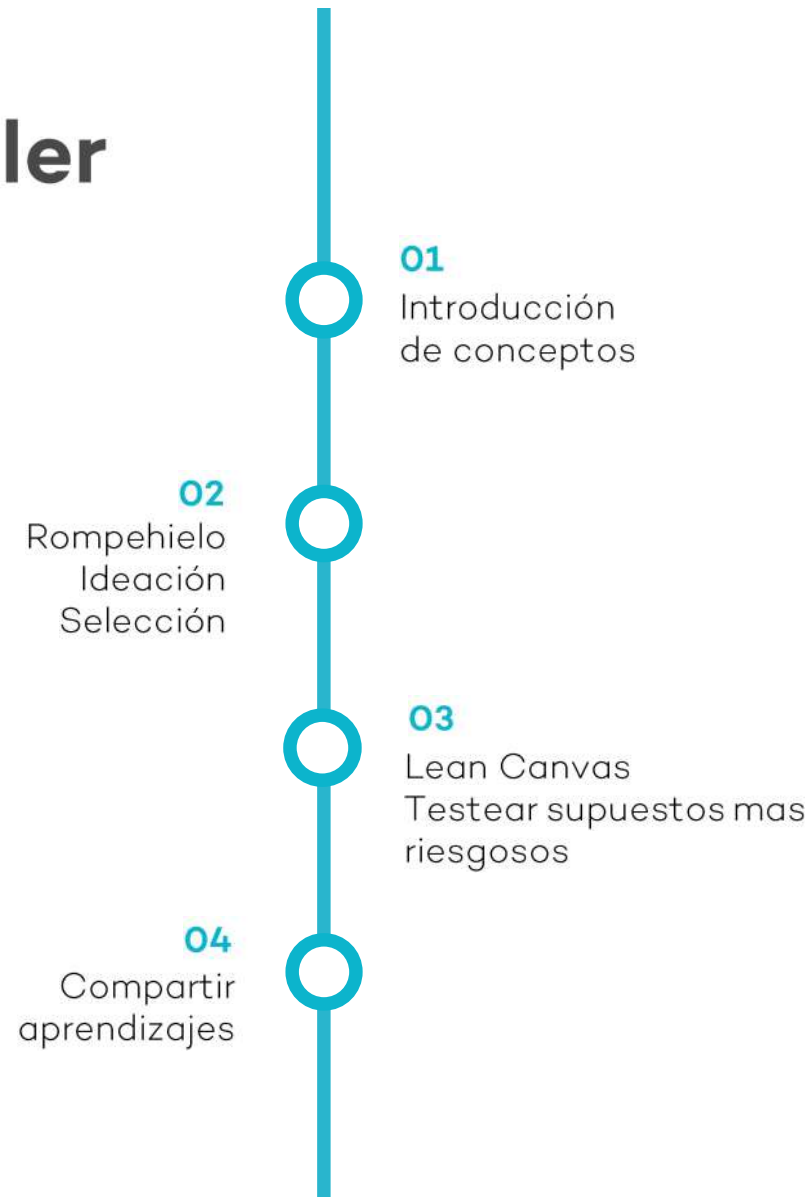 ler
01
Introducción
de conceptos
02
Rompehielo
Ideación
Selección
03
Lean Canvas
Testear supuestos mas
riesgosos
04
Compartir
aprendizajes